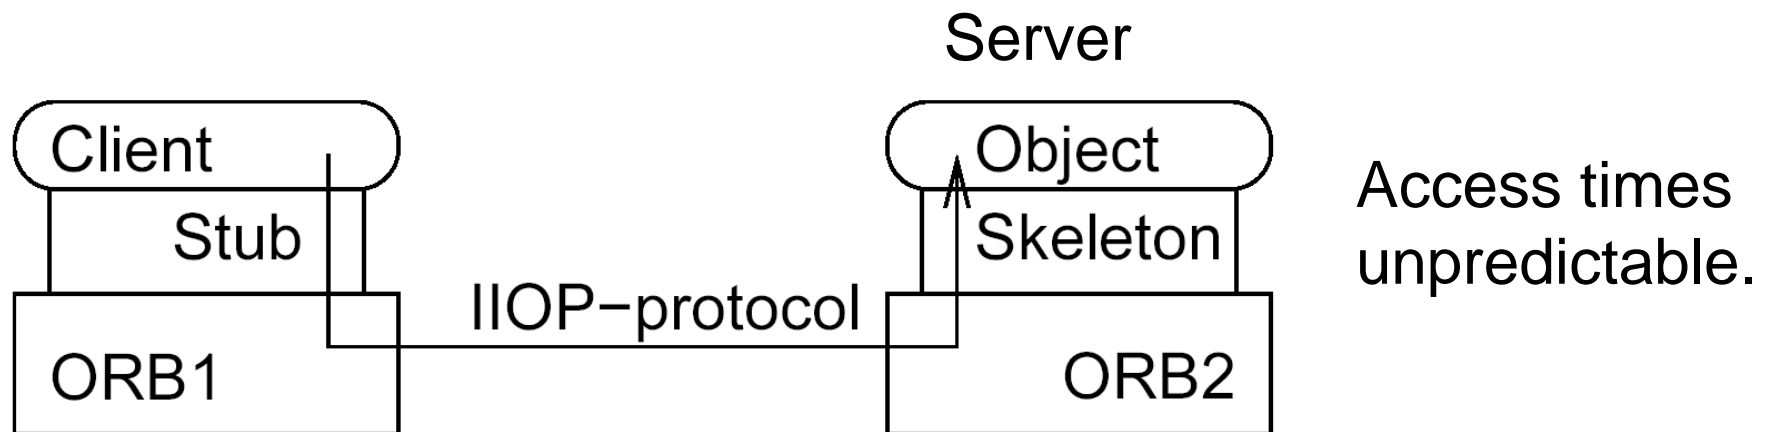 Server
Client
Object
Stub
Skeleton
Access times
unpredictable.
IIOP−protocol
ORB1
ORB2